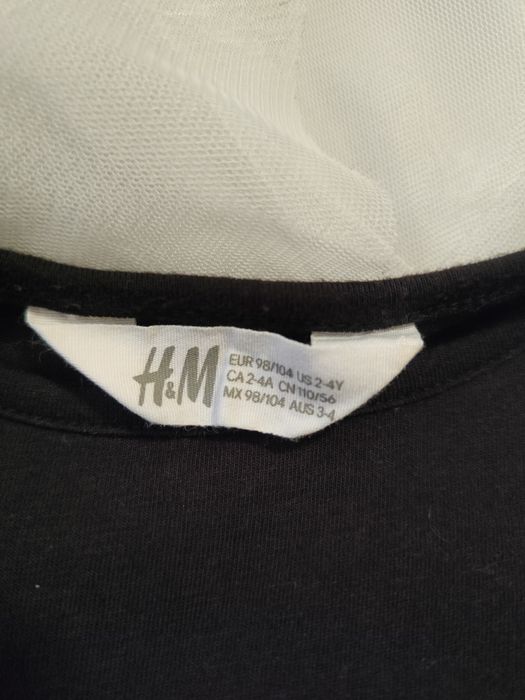 H&M
EUR 98/104 US 2-4Y
CA 2-4A CN 110/56
MX 98/104 AUS 3-4